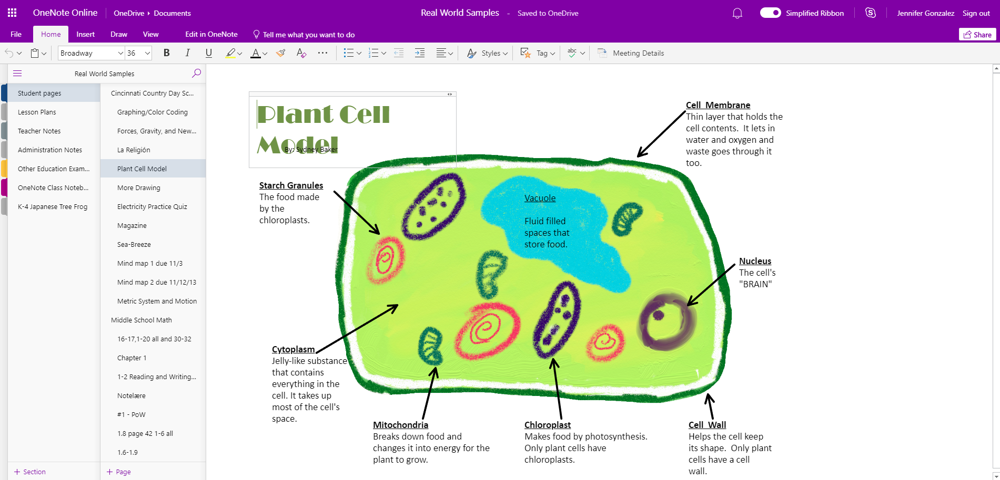 OneNote Online
OneDrive Documents
Real World Samples - Saved to OneDrive
Simplified Ribbon
Jennifer Gonzalez
Sign out
File
Home
Insert
Draw
View
Edit in OneNote
Tell me what you want to do
Share
Broadway
36
B
I
U
A
A
1
2
3
Styles
Tag
abc
Meeting Details
Real World Samples
Student pages
Lesson Plans
Teacher Notes
Administration Notes
Other Education Exam...
OneNote Class Noteb...
K-4 Japanese Tree Frog
+ Section
Cincinnati Country Day Sc...
Graphing/Color Coding
Forces, Gravity, and New...
La Religión
Plant Cell Model
More Drawing
Electricity Practice Quiz
Magazine
Sea-Breeze
Mind map 1 due 11/3
Mind map 2 due 11/12/13
Metric System and Motion
Middle School Math
16-17,1-20 all and 30-32
Chapter 1
1-2 Reading and Writing...
Notelære
#1 - PoW
1.8 page 42 1-6 all
1.6-1.9
+ Page
Plant Cell
Model
By: Sydney Baker
Cell Membrane
Thin layer that holds the
cell contents. It lets in
water and oxygen and
waste goes through it
too.
Starch Granules
The food made
by the
chloroplasts.
Vacuole
Fluid filled
spaces that
store food.
Nucleus
The cell's
"BRAIN"
Cytoplasm
Jelly-like substance
that contains
everything in the
cell. It takes up
most of the cell's
space.
Mitochondria
Breaks down food and
changes it into energy for the
plant to grow.
Chloroplast
Makes food by photosynthesis.
Only plant cells have
chloroplasts.
Cell Wall
Helps the cell keep
its shape. Only plant
cells have a cell
wall.